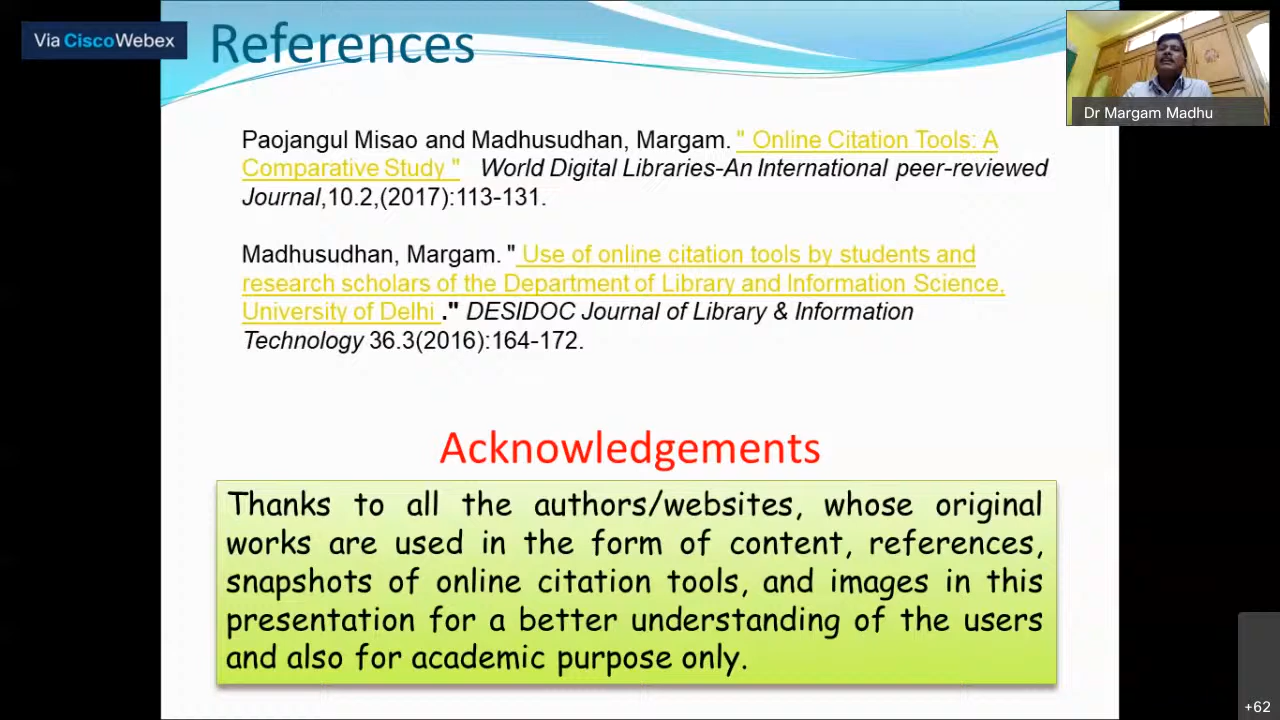 Via CiscoWebex
References
Dr Margam Madhu
Paojangul Misao and Madhusudhan, Margam. " Online Citation Tools: A
Comparative Study " World Digital Libraries-An International peer-reviewed
Journal,10.2,(2017):113-131.
Madhusudhan, Margam. " Use of online citation tools by students and
research scholars of the Department of Library and Information Science,
University of Delhi ." DESIDOC Journal of Library & Information
Technology 36.3(2016):164-172.
Acknowledgements
Thanks to all the authors/websites, whose original
works are used in the form of content, references,
snapshots of online citation tools, and images in this
presentation for a better understanding of the users
and also for academic purpose only.
+62